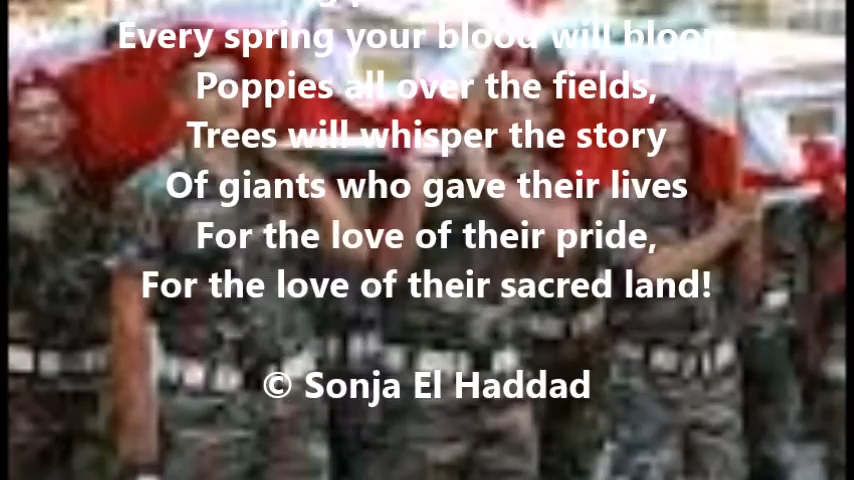 Every spring your blood will bloom
Poppies all over the fields,
Trees will whisper the story
Of giants who gave their lives
For the love of their pride,
For the love of their sacred land!
© Sonja El Haddad